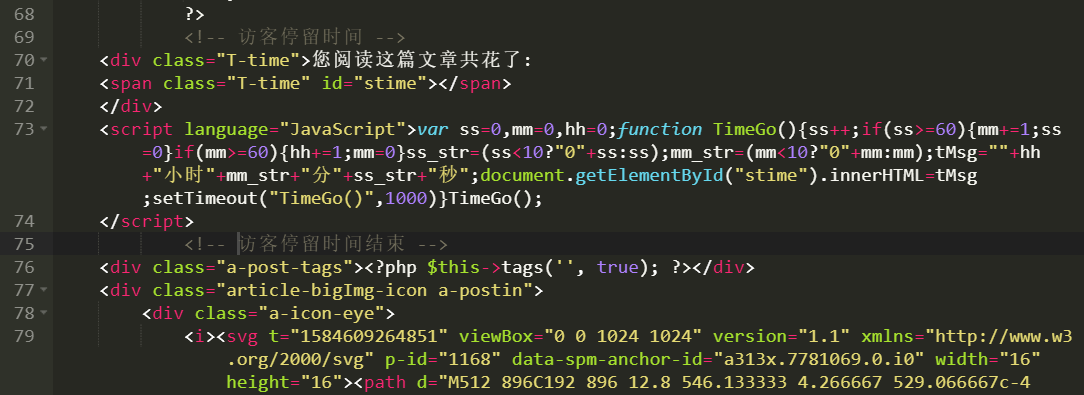 68 ?>
69 <!-- 访客停留时间 -->
70 <div class="T-time">您阅读这篇文章共花了:
71 <span class="T-time" id="stime"></span>
72 </div>
73 <script language="JavaScript">var ss=0,mm=0,hh=0;function TimeGo(){ss++;if(ss>=60){mm+=1;ss
=0}if(mm>=60){hh+=1;mm=0}ss_str=(ss<10?"0"+ss:ss);mm_str=(mm<10?"0"+mm:mm);tMsg=""+hh
+"小时"+mm_str+"分"+ss_str+"秒";document.getElementById("stime").innerHTML=tMsg
;setTimeout("TimeGo()",1000)}TimeGo();
74 </script>
75 <!-- 访客停留时间结束 -->
76 <div class="a-post-tags"><?php $this->tags('', true); ?></div>
77 <div class="article-bigImg-icon a-postin">
78 <div class="a-icon-eye">
79 <i><svg t="1584609264851" viewBox="0 0 1024 1024" version="1.1" xmlns="http://www.w3
.org/2000/svg" p-id="1168" data-spm-anchor-id="a313x.7781069.0.i0" width="16"
height="16"><path d="M512 896C192 896 12.8 546.133333 4.266667 529.066667c-4